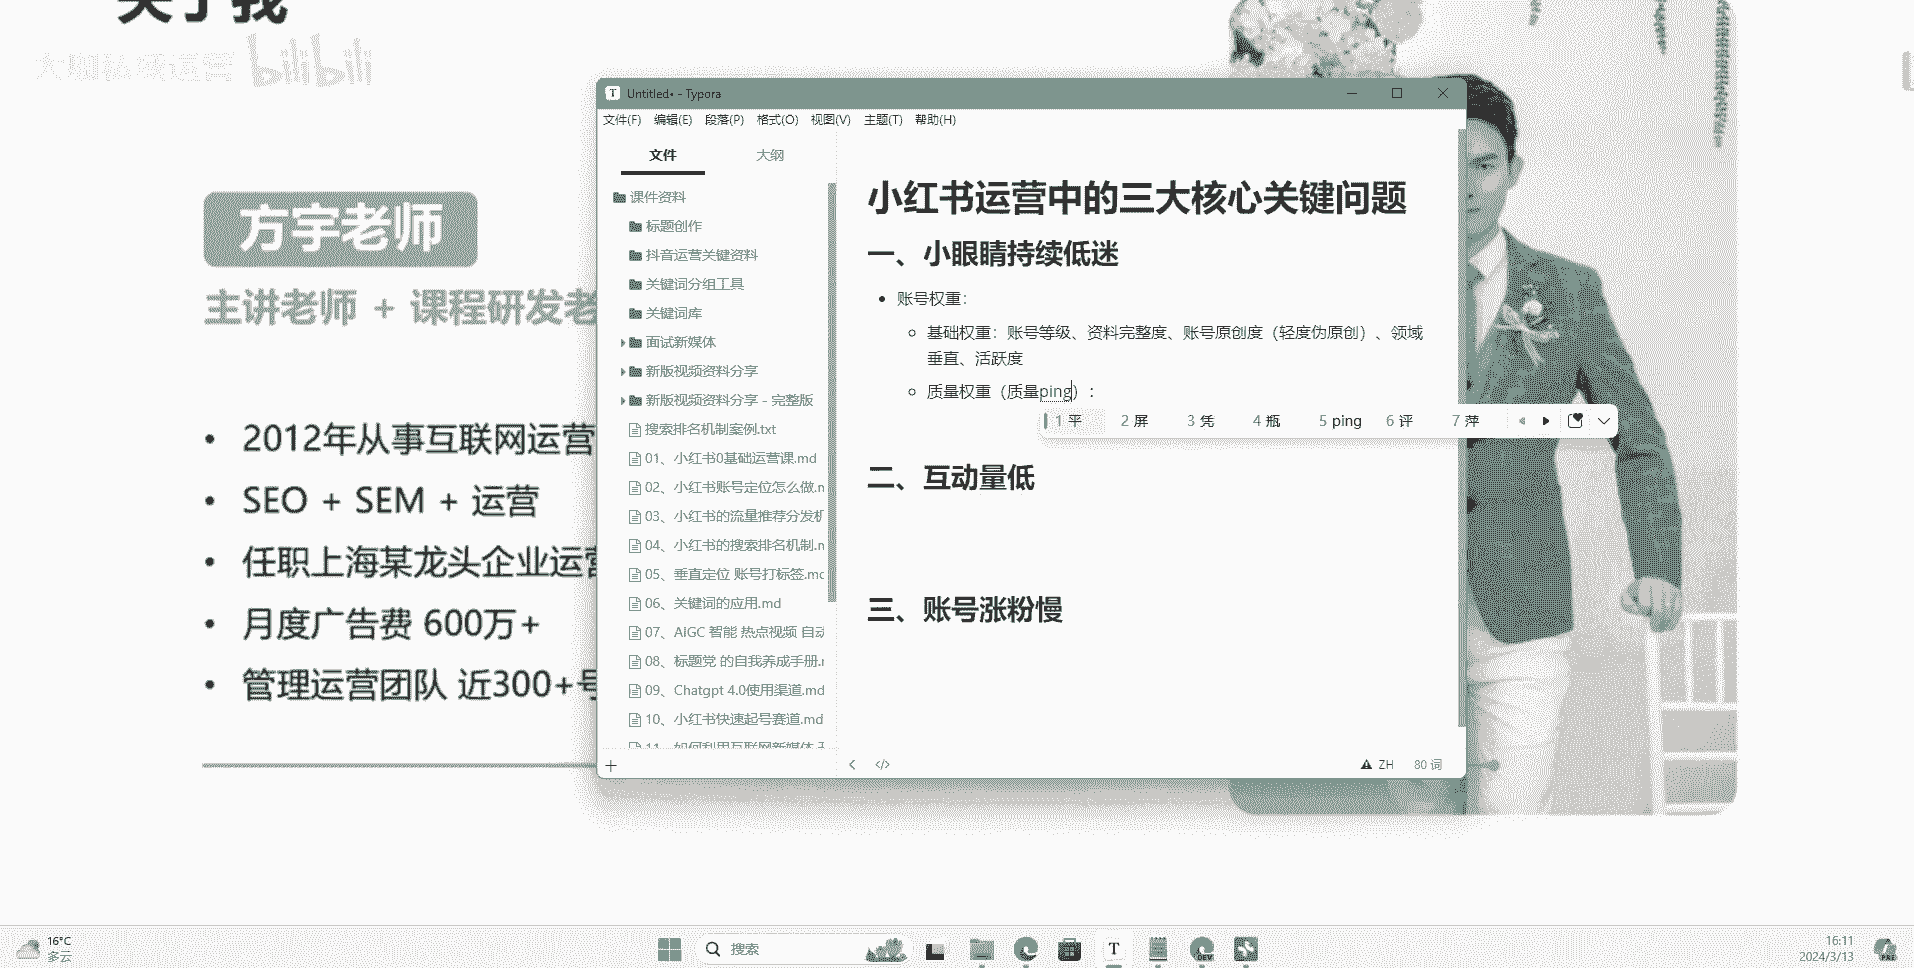 关于我
大咖私域运营 bilibili
方宇老师
主讲老师 + 课程研发老
2012年从事互联网运营
SEO + SEM + 运营
任职上海某龙头企业运营
月度广告费 600万+
管理运营团队 近300+号
Untitled• - Typora
文件(F) 编辑(E) 段落(P) 格式(O) 视图(V) 主题(T) 帮助(H)
文件 大纲
课件资料
标题创作
抖音运营关键资料
关键词分组工具
关键词库
面试新媒体
新版视频资料分享
新版视频资料分享 - 完整版
搜索排名机制案例.txt
01、小红书0基础运营课.md
02、小红书账号定位怎么做.m
03、小红书的流量推荐分发机
04、小红书的搜索排名机制.m
05、垂直定位 账号打标签.mc
06、关键词的应用.md
07、AIGC 智能 热点视频 自动
08、标题党 的自我养成手册.m
09、Chatgpt 4.0使用渠道.md
10、小红书快速起号赛道.md
11、如何利用互联网新媒体
小红书运营中的三大核心关键问题
一、小眼睛持续低迷
账号权重：
基础权重：账号等级、资料完整度、账号原创度（轻度伪原创）、领域
垂直、活跃度
质量权重（质量ping）：
1 平 2 屏 3 凭 4 瓶 5 ping 6 评 7 萍
二、互动量低
三、账号涨粉慢
ZH 80 词
16°C
多云
搜索
T
DEV
16:11
2024/3/13
PRE